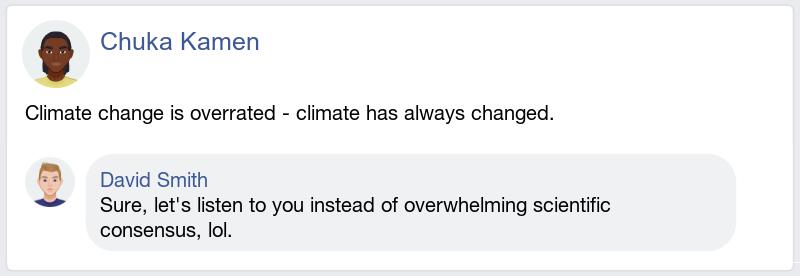 Chuka Kamen
Climate change is overrated - climate has always changed.
David Smith
Sure, let's listen to you instead of overwhelming scientific
consensus, lol.